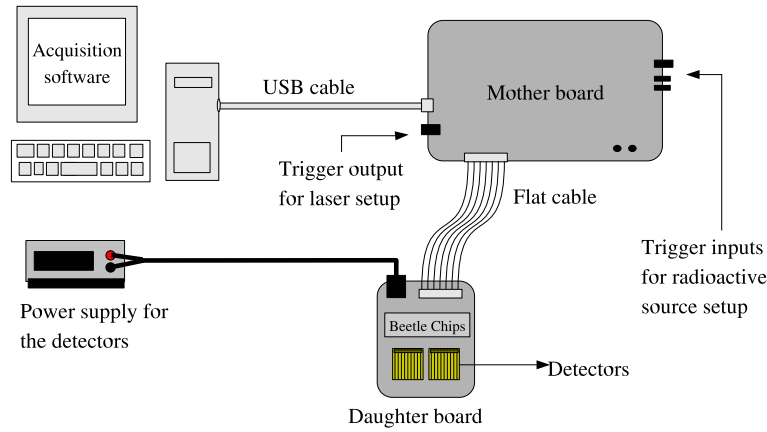 Acquisition
software
USB cable
Mother board
Trigger output
for laser setup
Flat cable
Trigger inputs
for radioactive
source setup
Power supply for
the detectors
Beetle Chips
Detectors
Daughter board